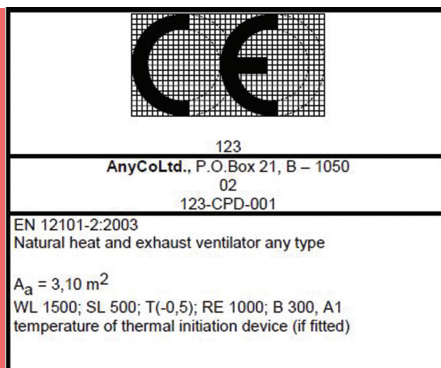 CE
123
AnyCoLtd., P.O.Box 21, B – 1050
02
123-CPD-001
EN 12101-2:2003
Natural heat and exhaust ventilator any type
Aₐ = 3,10 m²
WL 1500; SL 500; T(-0,5); RE 1000; B 300, A1
temperature of thermal initiation device (if fitted)